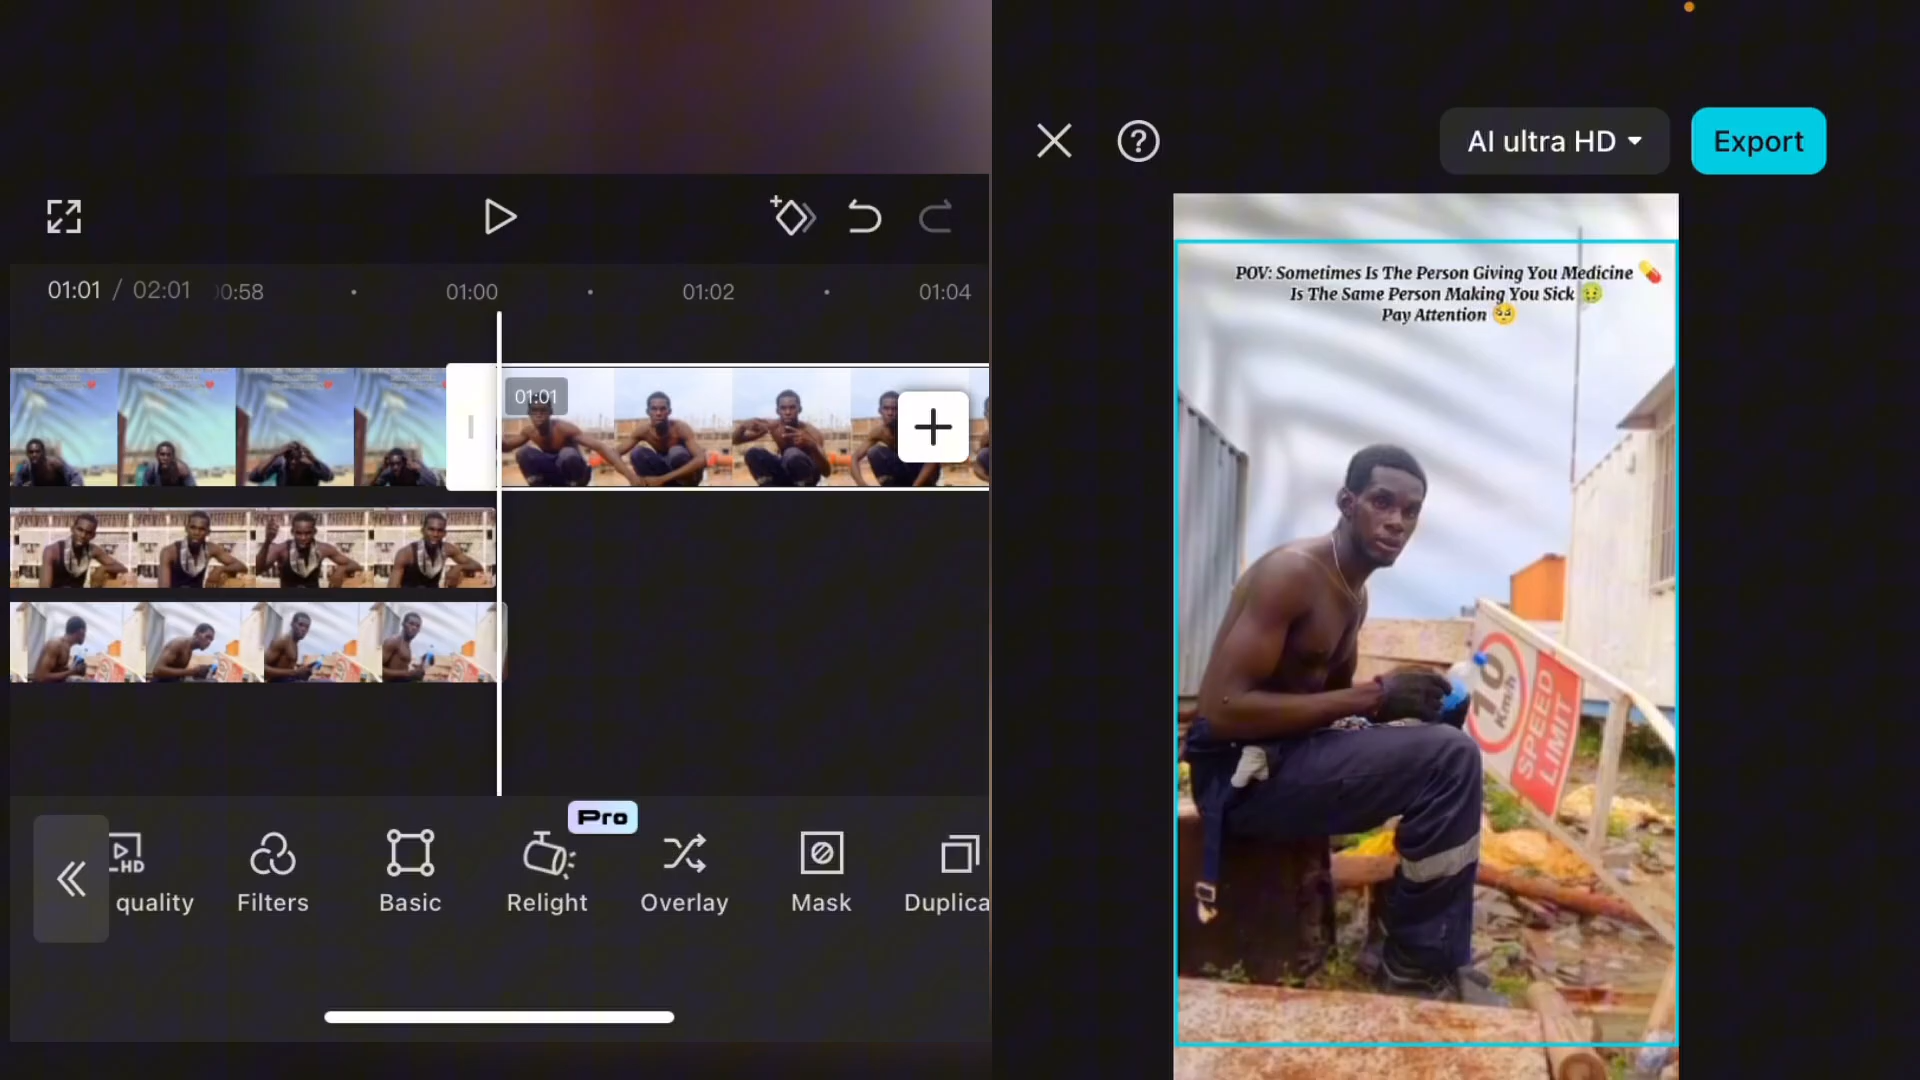 01:01 / 02:01
0:58
01:00
01:02
01:04
01:01
Pro
HD
quality
Filters
Basic
Relight
Overlay
Mask
Duplica
AI ultra HD
Export
POV: Sometimes Is The Person Giving You Medicine 💊
Is The Same Person Making You Sick 🤢
Pay Attention 🥺
10
Km/h
SPEED
LIMIT